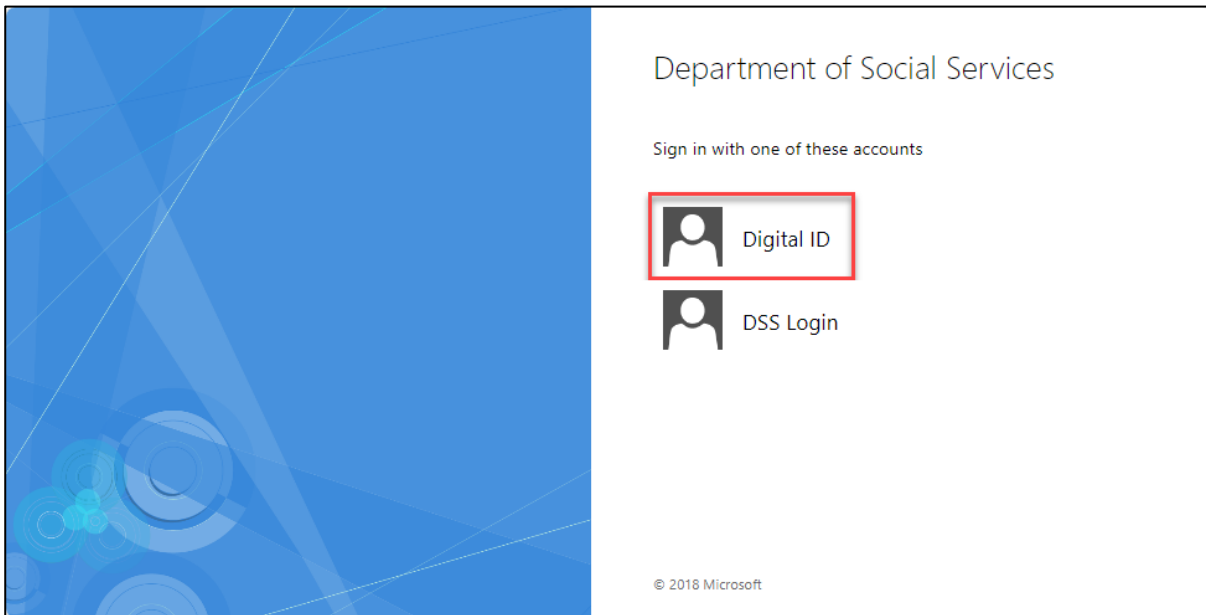 Department of Social Services
Sign in with one of these accounts
Digital ID
DSS Login
© 2018 Microsoft